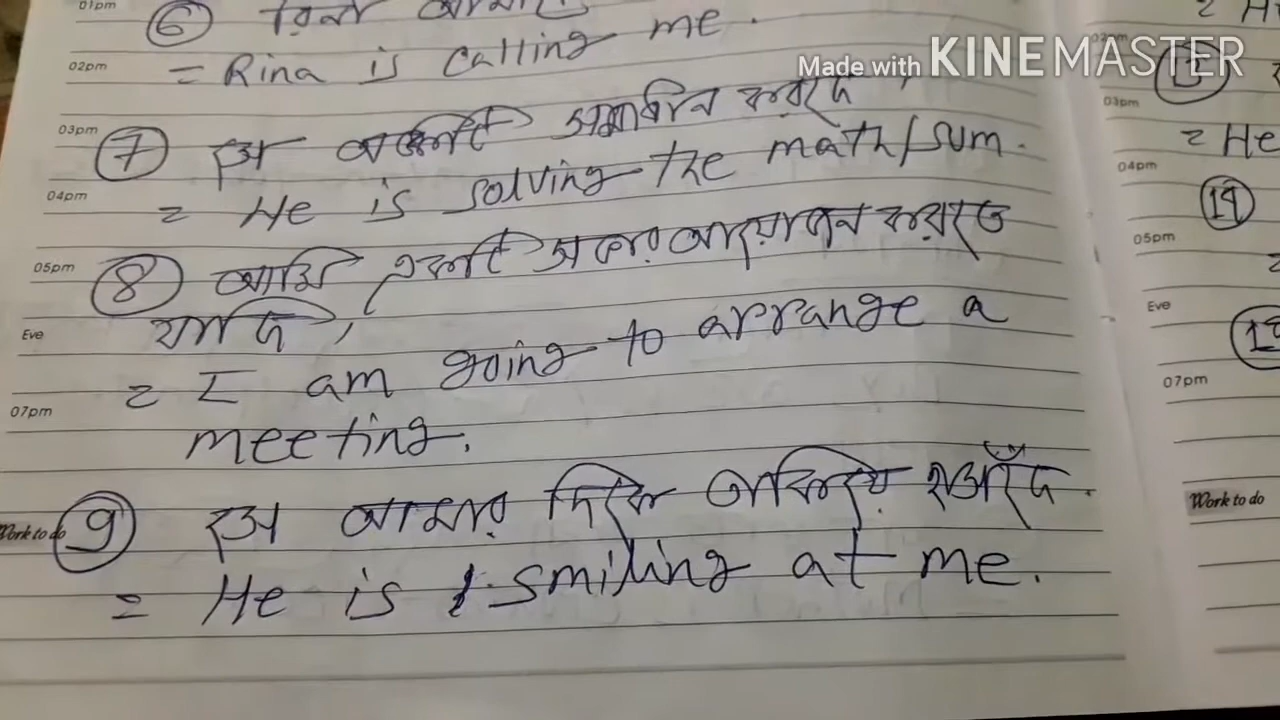 01pm
6 রিনা
02pm
= Rina is calling me.
Made with KINEMASTER
03pm
7 সে অংকটি সমাধান করছে,
04pm
= He is solving the math/sum.
05pm
8 আমি একটি সভার আয়োজন করতে
Eve
যাচ্ছি,
= I am going to arrange a
07pm
meeting.
Work to do
9 সে আমার দিকে তাকিয়ে হাসছে.
= He is smiling at me.
03pm
13
= He
04pm
05pm
Eve
07pm
Work to do